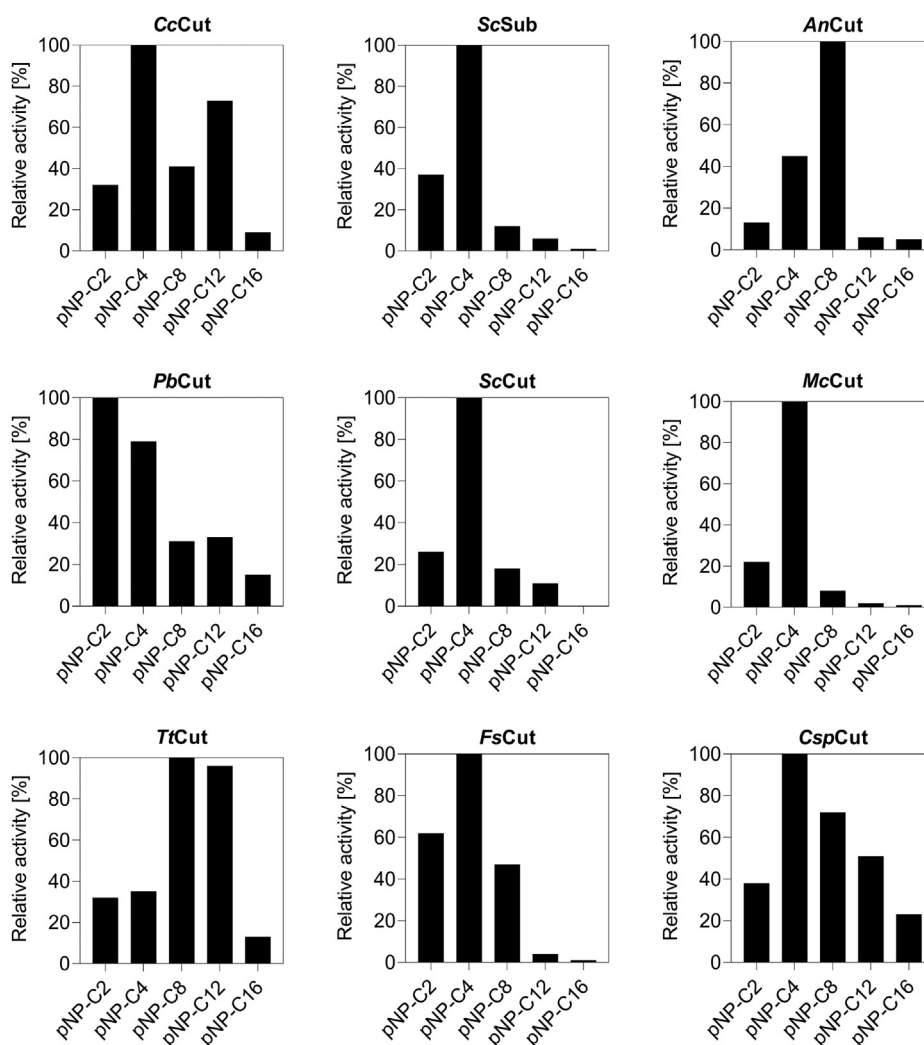 CcCut
Relative activity [%]
100
80
60
40
20
0
pNP-C2
pNP-C4
pNP-C8
pNP-C12
pNP-C16
ScSub
Relative activity [%]
100
80
60
40
20
0
pNP-C2
pNP-C4
pNP-C8
pNP-C12
pNP-C16
AnCut
Relative activity [%]
100
80
60
40
20
0
pNP-C2
pNP-C4
pNP-C8
pNP-C12
pNP-C16
PbCut
Relative activity [%]
100
80
60
40
20
0
pNP-C2
pNP-C4
pNP-C8
pNP-C12
pNP-C16
ScCut
Relative activity [%]
100
80
60
40
20
0
pNP-C2
pNP-C4
pNP-C8
pNP-C12
pNP-C16
McCut
Relative activity [%]
100
80
60
40
20
0
pNP-C2
pNP-C4
pNP-C8
pNP-C12
pNP-C16
TtCut
Relative activity [%]
100
80
60
40
20
0
pNP-C2
pNP-C4
pNP-C8
pNP-C12
pNP-C16
FsCut
Relative activity [%]
100
80
60
40
20
0
pNP-C2
pNP-C4
pNP-C8
pNP-C12
pNP-C16
CspCut
Relative activity [%]
100
80
60
40
20
0
pNP-C2
pNP-C4
pNP-C8
pNP-C12
pNP-C16